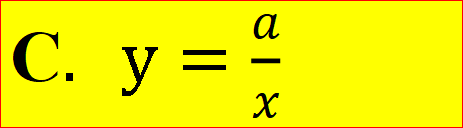 C. y = a/x